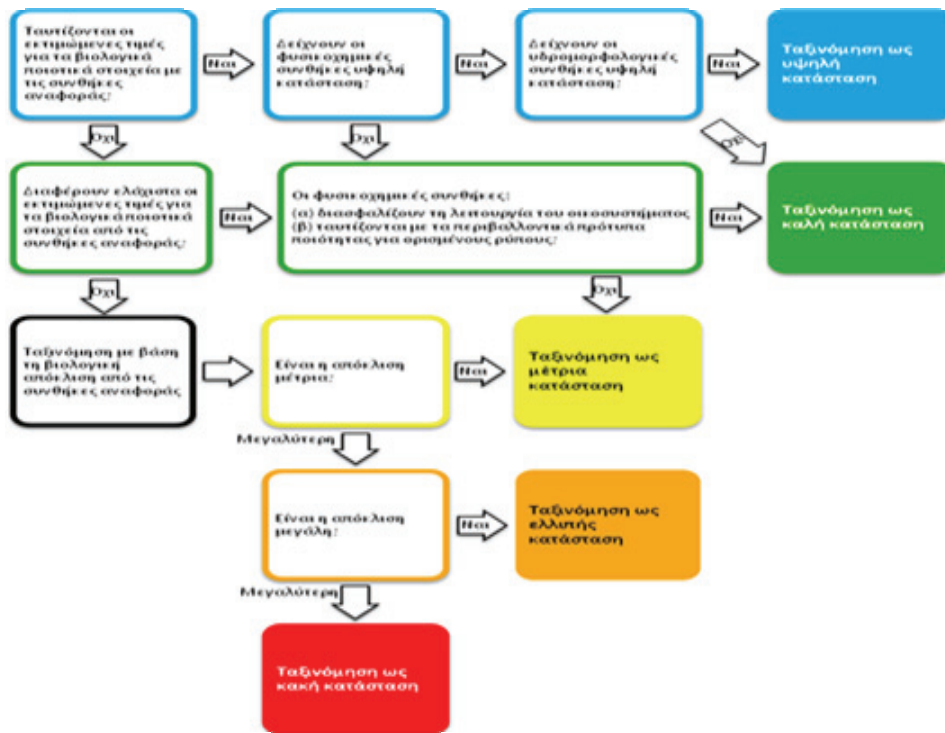 Ταυτίζονται οι
εκτιμώμενες τιμές
για τα βιολογικά
ποιοτικά στοιχεία με
τις συνθήκες
αναφοράς;
Ναι
Δείχνουν οι
φυσικοχημικές
συνθήκες υψηλή
κατάσταση;
Ναι
Δείχνουν οι
υδρομορφολογικές
συνθήκες υψηλή
κατάσταση;
Ναι
Ταξινόμηση ως
υψηλή
κατάσταση
Όχι
Όχι
Όχι
Διαφέρουν ελάχιστα οι
εκτιμώμενες τιμές για
τα βιολογικά ποιοτικά
στοιχεία από τις
συνθήκες αναφοράς;
Ναι
Οι φυσικοχημικές συνθήκες:
(α) διασφαλίζουν τη λειτουργία του οικοσυστήματος
(β) ταυτίζονται με τα περιβαλλοντικά πρότυπα
ποιότητας για ορισμένους ρύπους;
Ναι
Ταξινόμηση ως
καλή κατάσταση
Όχι
Όχι
Ταξινόμηση με βάση
τη βιολογική
απόκλιση από τις
συνθήκες αναφοράς
Είναι η απόκλιση
μέτρια;
Ναι
Ταξινόμηση ως
μέτρια
κατάσταση
Μεγαλύτερη
Είναι η απόκλιση
μεγάλη;
Ναι
Ταξινόμηση ως
ελλιπής
κατάσταση
Μεγαλύτερη
Ταξινόμηση ως
κακή κατάσταση